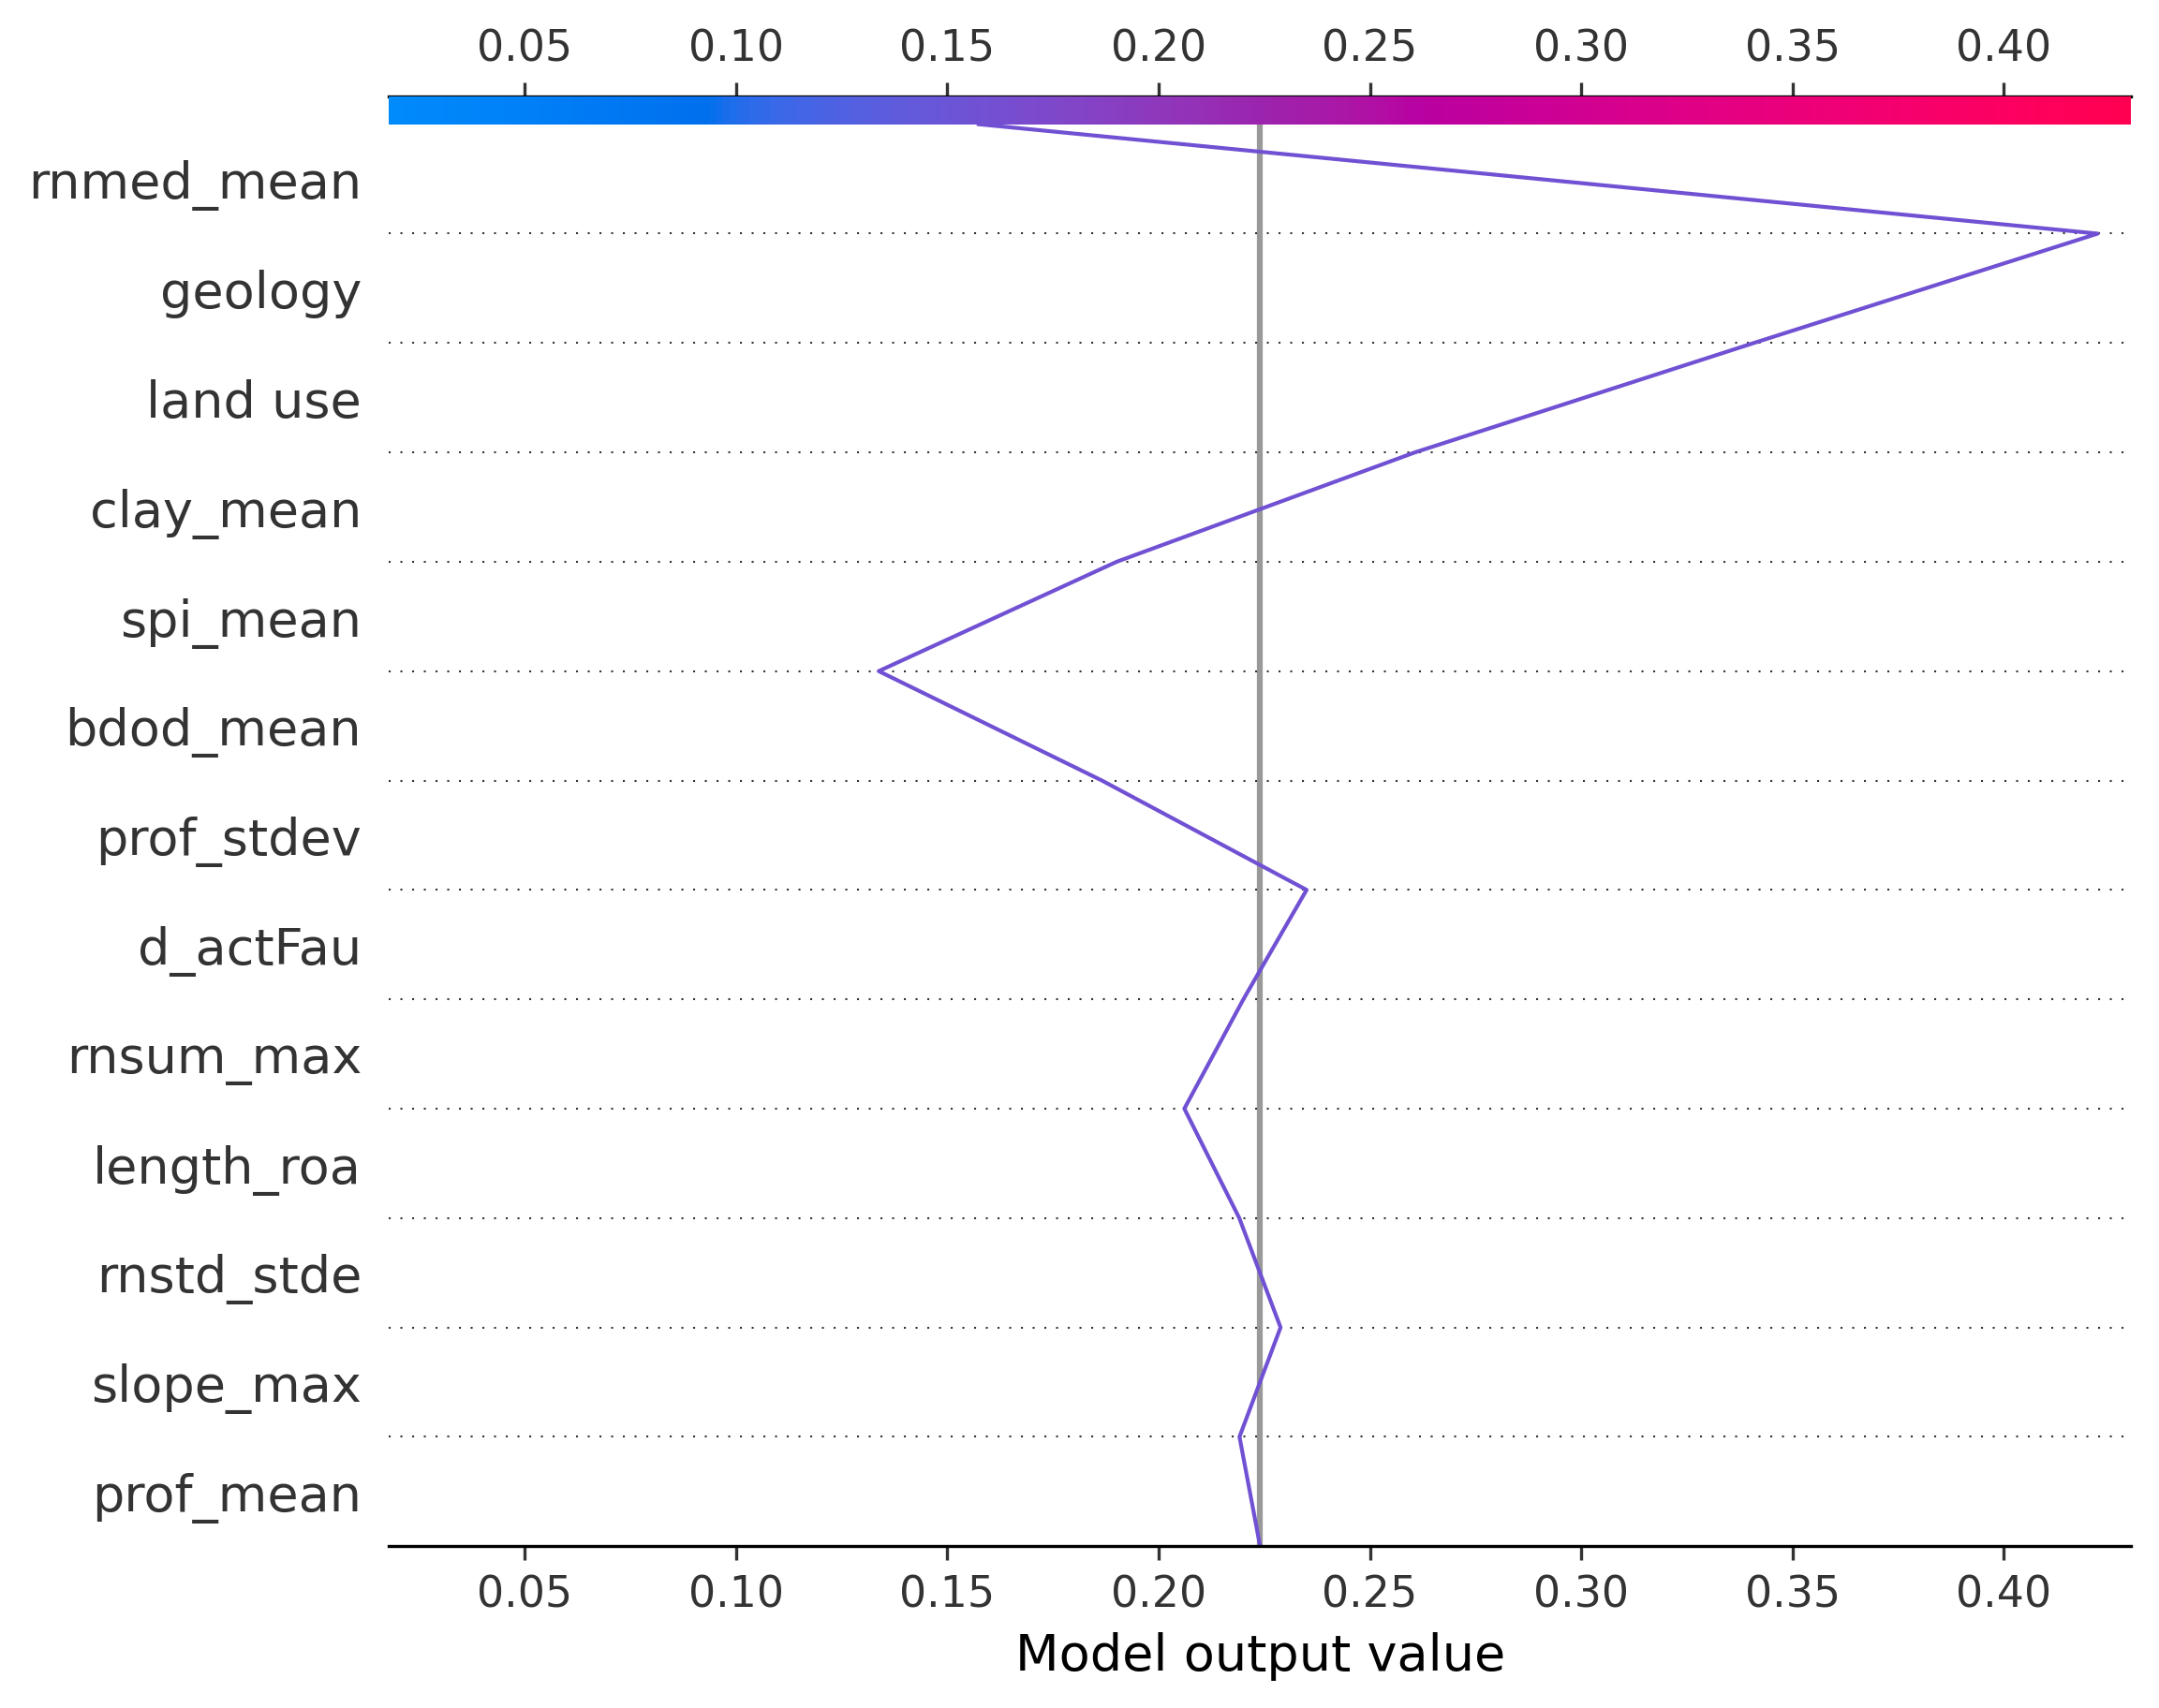 0.05 0.10 0.15 0.20 0.25 0.30 0.35 0.40
rnmed_mean
geology
land use
clay_mean
spi_mean
bdod_mean
prof_stdev
d_actFau
rnsum_max
length_roa
rnstd_stde
slope_max
prof_mean
0.05 0.10 0.15 0.20 0.25 0.30 0.35 0.40
Model output value